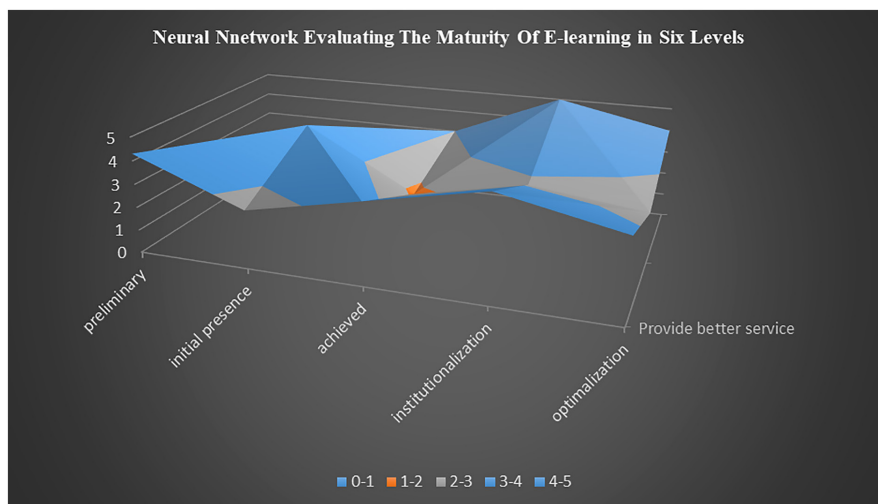 Neural Nnetwork Evaluating The Maturity Of E-learning in Six Levels
5
4
3
2
1
0
preliminary
initial presence
achieved
institutionalization
optimalization
Provide better service
0-1 1-2 2-3 3-4 4-5